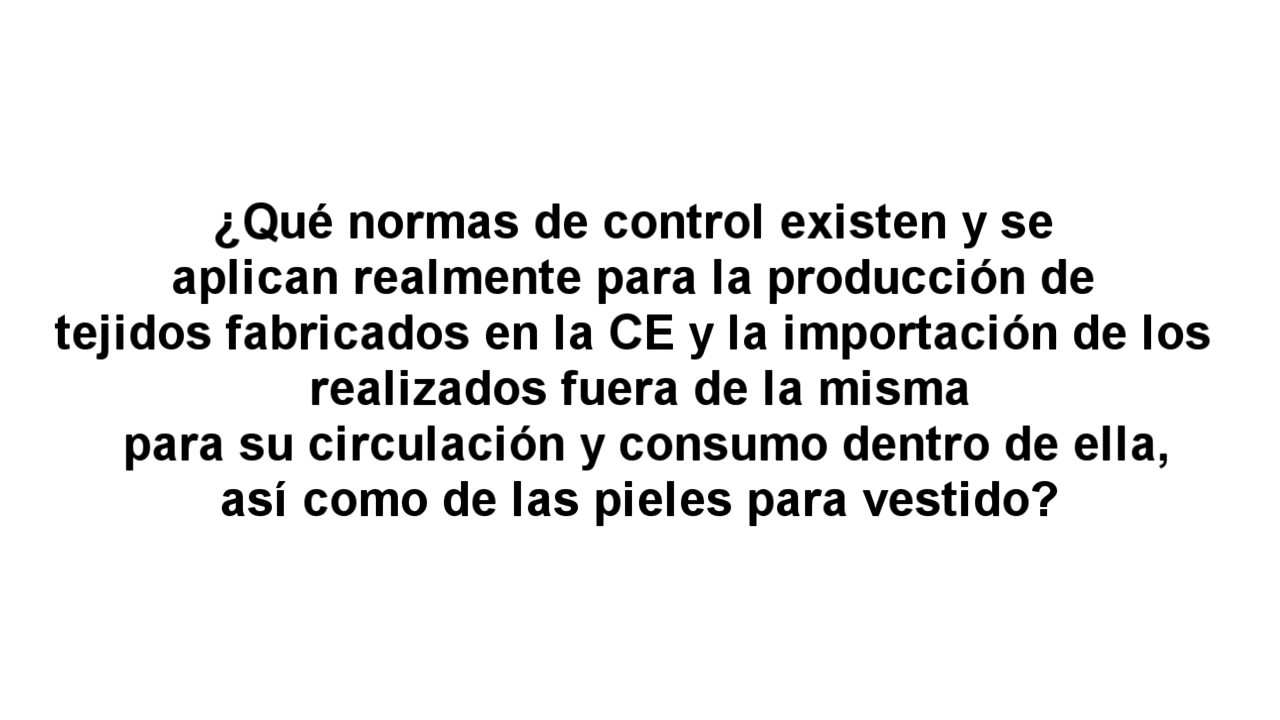 ¿Qué normas de control existen y se
aplican realmente para la producción de
tejidos fabricados en la CE y la importación de los
realizados fuera de la misma
para su circulación y consumo dentro de ella,
así como de las pieles para vestido?